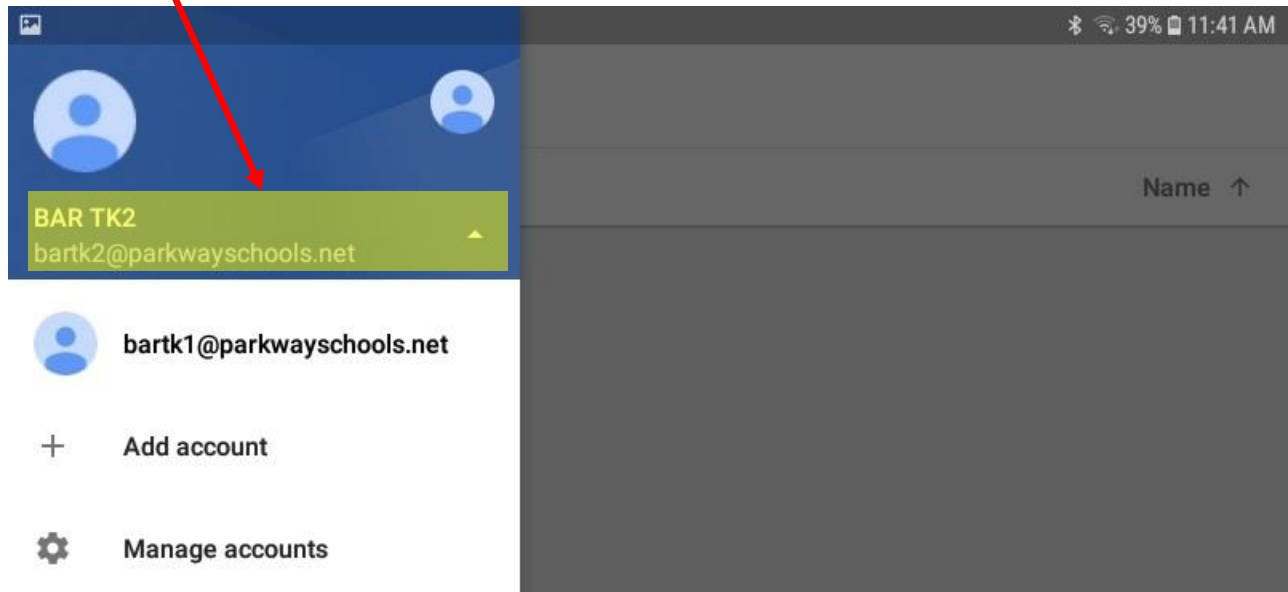 39% 11:41 AM
Name
BAR TK2
bartk2@parkwayschools.net
bartk1@parkwayschools.net
Add account
Manage accounts